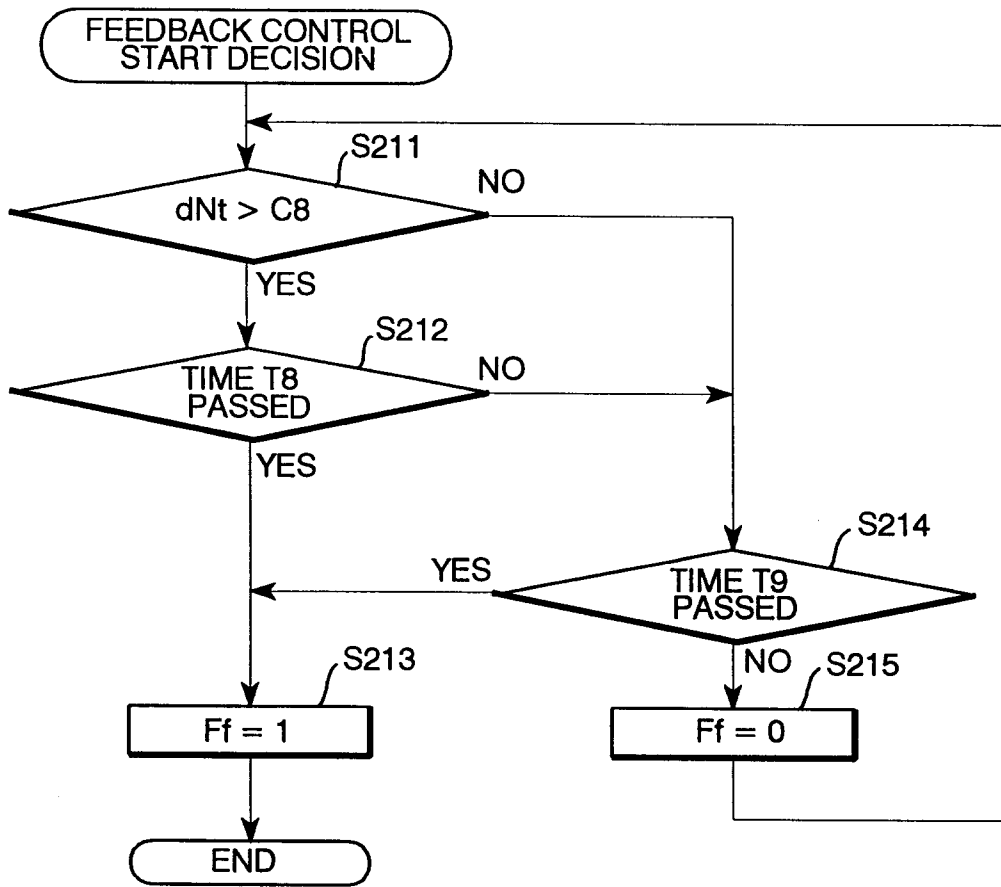 FEEDBACK CONTROL
START DECISION
S211
dNt > C8
NO
YES
S212
TIME T8
PASSED
NO
YES
S214
TIME T9
PASSED
YES
NO
S213
Ff = 1
S215
Ff = 0
END